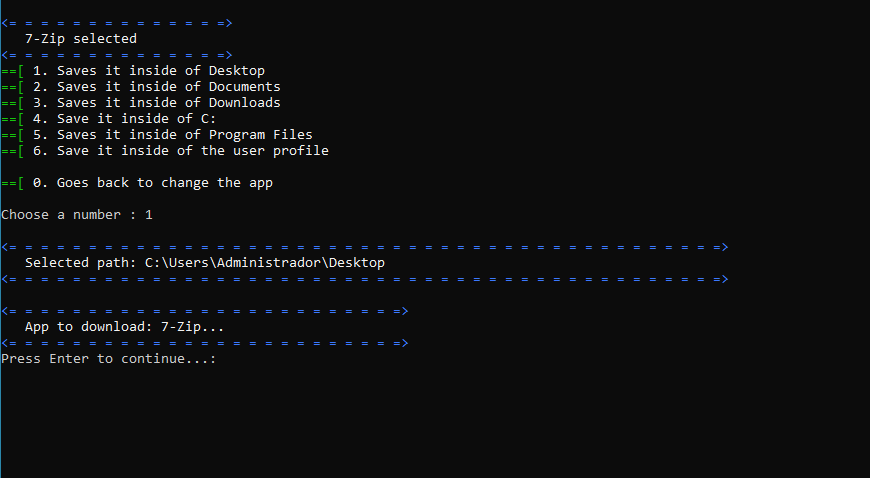 <= = = = = = = = = = = = = =>
7-Zip selected
<= = = = = = = = = = = = = =>
==[ 1. Saves it inside of Desktop
==[ 2. Saves it inside of Documents
==[ 3. Saves it inside of Downloads
==[ 4. Save it inside of C:
==[ 5. Saves it inside of Program Files
==[ 6. Save it inside of the user profile
==[ 0. Goes back to change the app
Choose a number : 1
<= = = = = = = = = = = = = = = = = = = = = = = = = = = = = = = = = = = = = = = = = = = = =>
Selected path: C:\Users\Administrador\Desktop
<= = = = = = = = = = = = = = = = = = = = = = = = = = = = = = = = = = = = = = = = = = = = =>
<= = = = = = = = = = = = = = = = = = = = = = = = =>
App to download: 7-Zip...
<= = = = = = = = = = = = = = = = = = = = = = = = =>
Press Enter to continue...: